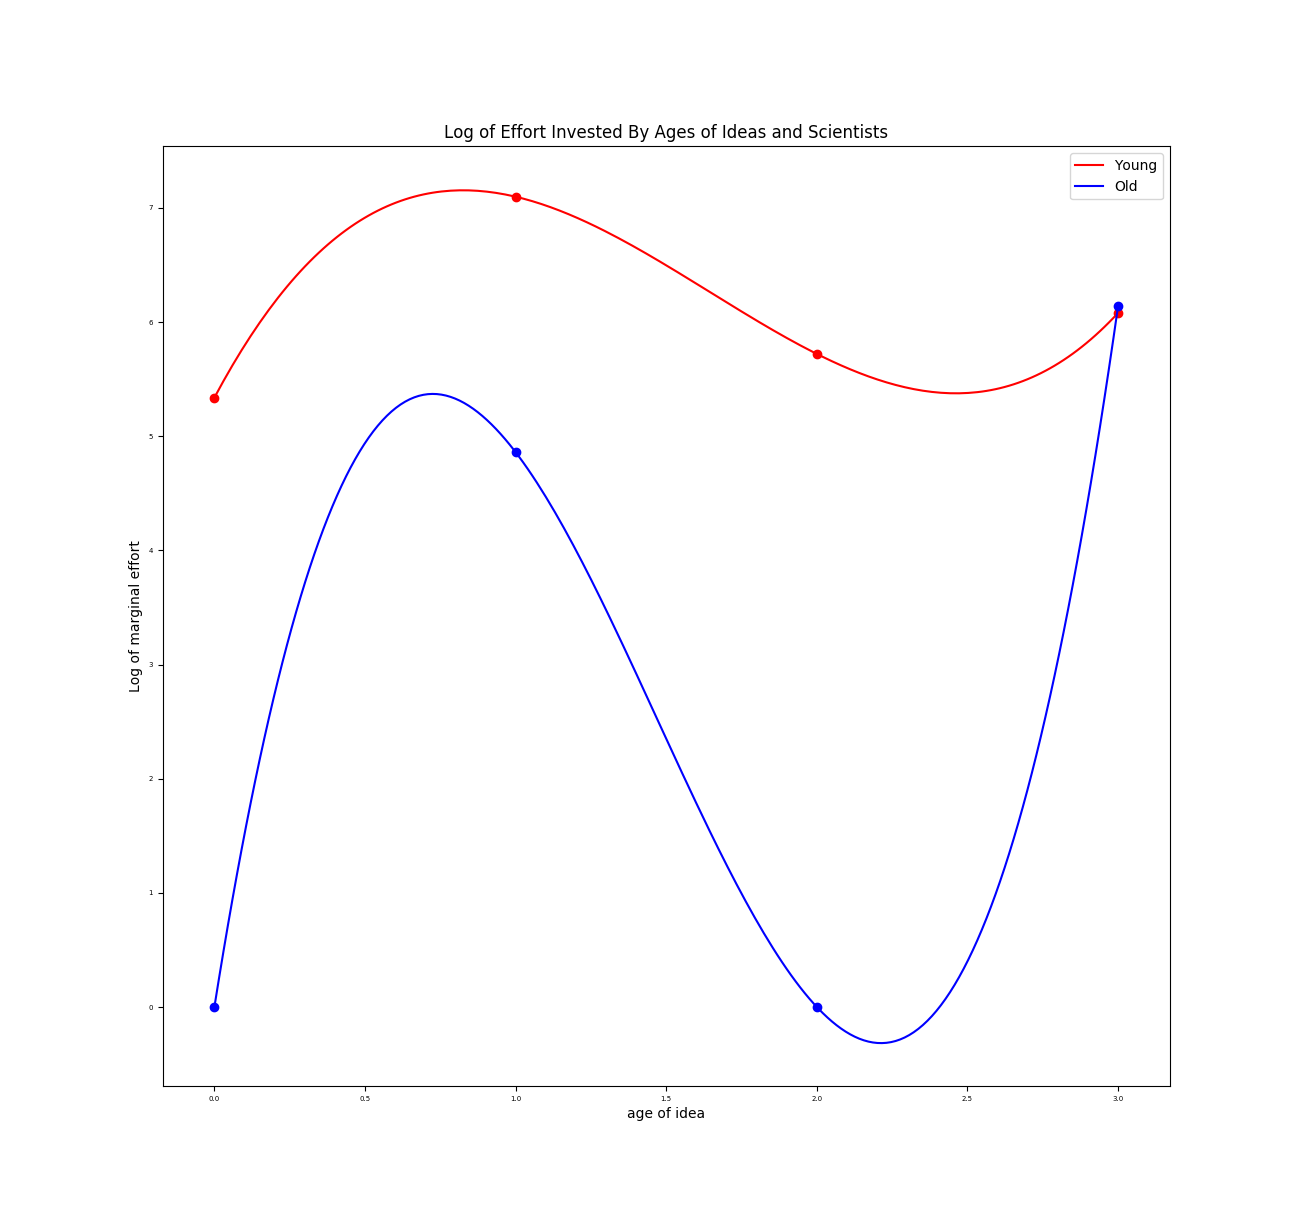 Log of Effort Invested By Ages of Ideas and Scientists
Young
Old
7
6
5
4
3
2
1
0
Log of marginal effort
0.0 0.5 1.0 1.5 2.0 2.5 3.0
age of idea